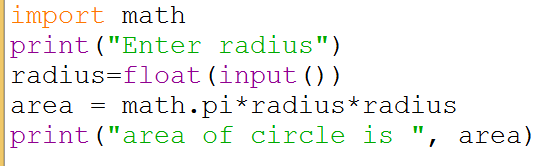 import math
print("Enter radius")
radius=float(input())
area = math.pi*radius*radius
print("area of circle is ", area)